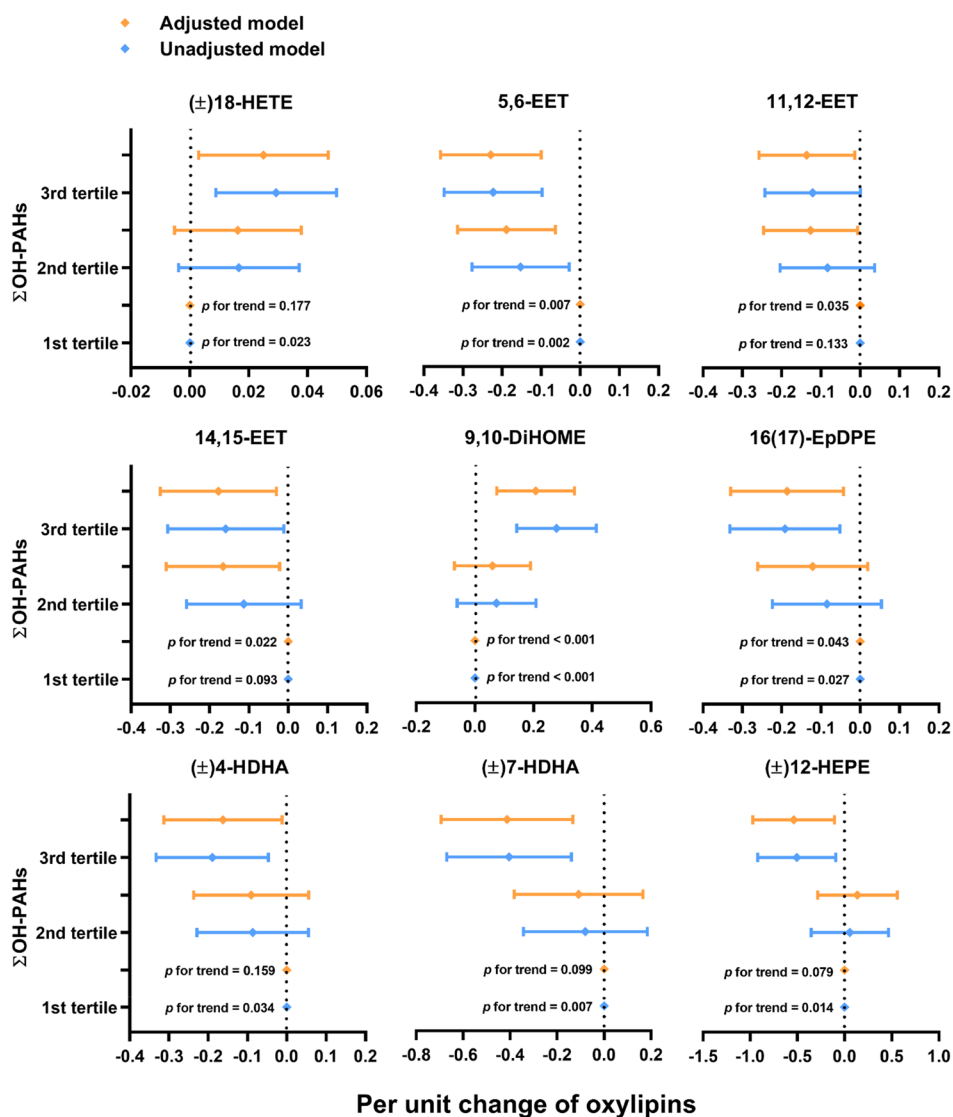 Adjusted model
Unadjusted model
(±)18-HETE
5,6-EET
11,12-EET
ΣOH-PAHs
3rd tertile
2nd tertile
1st tertile
p for trend = 0.177
p for trend = 0.023
p for trend = 0.007
p for trend = 0.002
p for trend = 0.035
p for trend = 0.133
-0.02 0.00 0.02 0.04 0.06
-0.4 -0.3 -0.2 -0.1 0.0 0.1 0.2
-0.4 -0.3 -0.2 -0.1 0.0 0.1 0.2
14,15-EET
9,10-DiHOME
16(17)-EpDPE
ΣOH-PAHs
3rd tertile
2nd tertile
1st tertile
p for trend = 0.022
p for trend = 0.093
p for trend < 0.001
p for trend < 0.001
p for trend = 0.043
p for trend = 0.027
-0.4 -0.3 -0.2 -0.1 0.0 0.1 0.2
-0.2 0.0 0.2 0.4 0.6
-0.4 -0.3 -0.2 -0.1 0.0 0.1 0.2
(±)4-HDHA
(±)7-HDHA
(±)12-HEPE
ΣOH-PAHs
3rd tertile
2nd tertile
1st tertile
p for trend = 0.159
p for trend = 0.034
p for trend = 0.099
p for trend = 0.007
p for trend = 0.079
p for trend = 0.014
-0.4 -0.3 -0.2 -0.1 0.0 0.1 0.2
-0.8 -0.6 -0.4 -0.2 0.0 0.2
-1.5 -1.0 -0.5 0.0 0.5 1.0
Per unit change of oxylipins